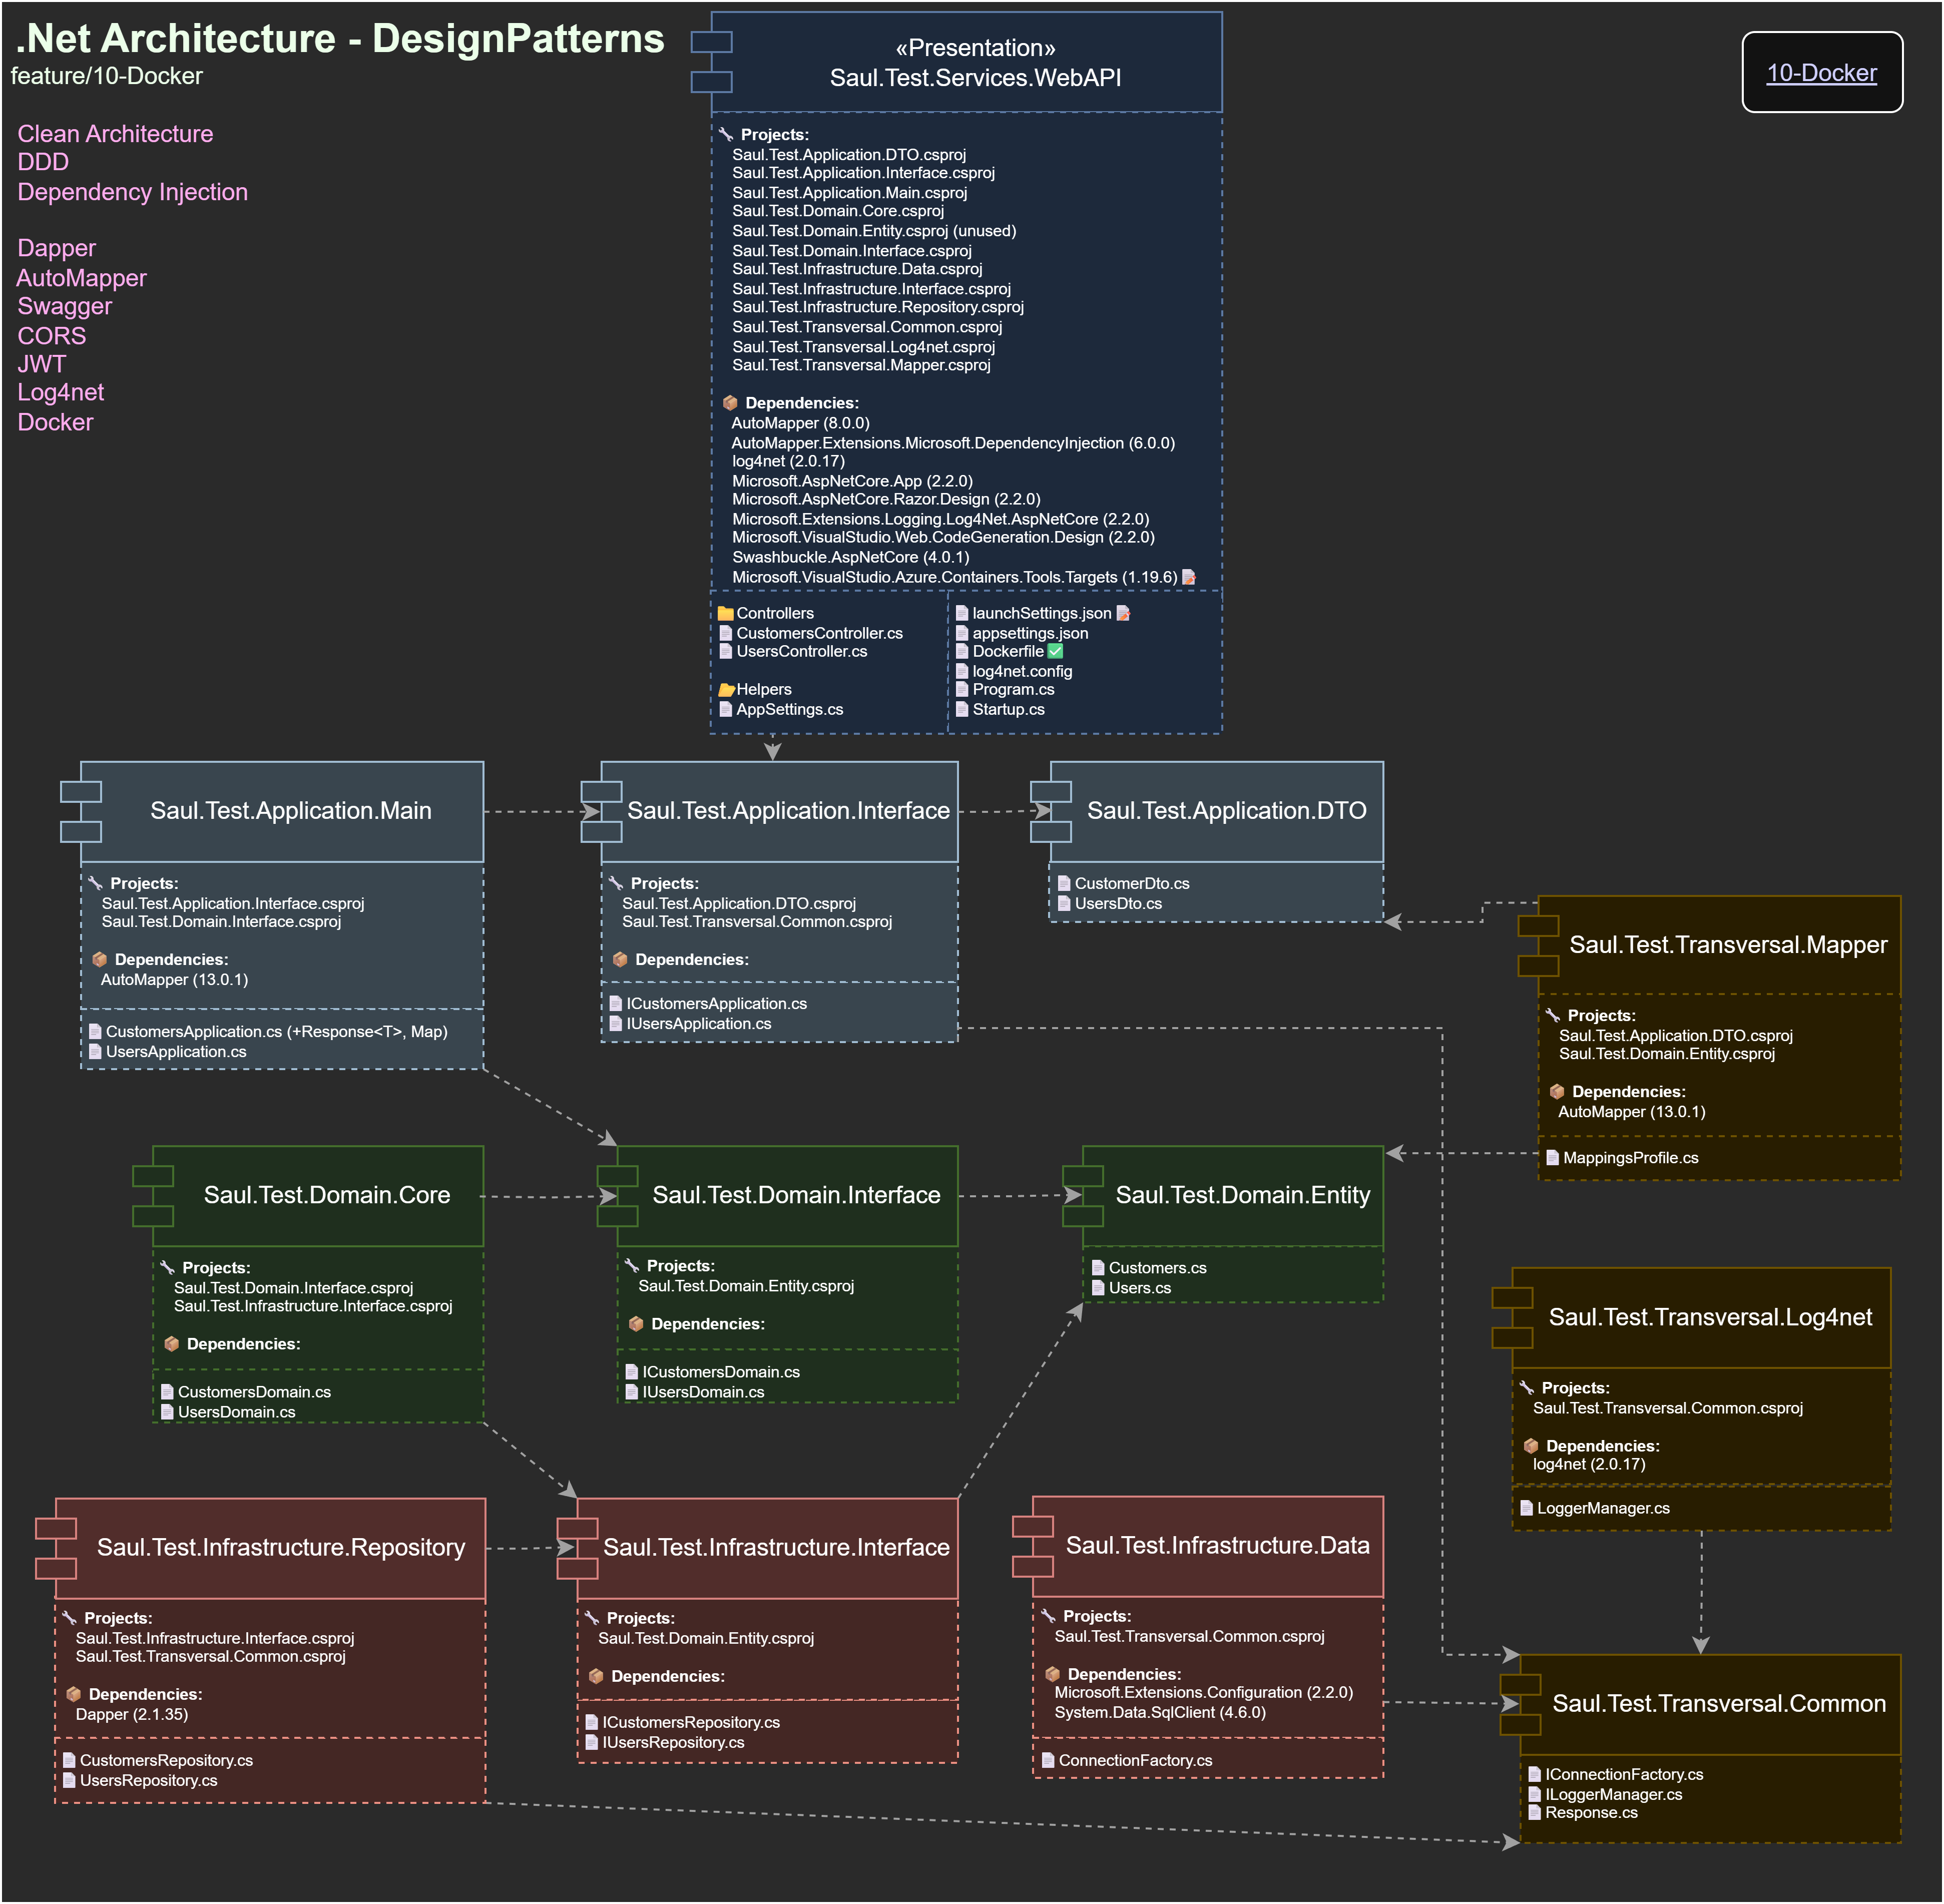 .Net Architecture - DesignPatterns
feature/10-Docker
Clean Architecture
DDD
Dependency Injection
Dapper
AutoMapper
Swagger
CORS
JWT
Log4net
Docker
10-Docker
«Presentation»
Saul.Test.Services.WebAPI
Projects:
Saul.Test.Application.DTO.csproj
Saul.Test.Application.Interface.csproj
Saul.Test.Application.Main.csproj
Saul.Test.Domain.Core.csproj
Saul.Test.Domain.Entity.csproj (unused)
Saul.Test.Domain.Interface.csproj
Saul.Test.Infrastructure.Data.csproj
Saul.Test.Infrastructure.Interface.csproj
Saul.Test.Infrastructure.Repository.csproj
Saul.Test.Transversal.Common.csproj
Saul.Test.Transversal.Log4net.csproj
Saul.Test.Transversal.Mapper.csproj
Dependencies:
AutoMapper (8.0.0)
AutoMapper.Extensions.Microsoft.DependencyInjection (6.0.0)
log4net (2.0.17)
Microsoft.AspNetCore.App (2.2.0)
Microsoft.AspNetCore.Razor.Design (2.2.0)
Microsoft.Extensions.Logging.Log4Net.AspNetCore (2.2.0)
Microsoft.VisualStudio.Web.CodeGeneration.Design (2.2.0)
Swashbuckle.AspNetCore (4.0.1)
Microsoft.VisualStudio.Azure.Containers.Tools.Targets (1.19.6)
Controllers
CustomersController.cs
UsersController.cs
Helpers
AppSettings.cs
launchSettings.json
appsettings.json
Dockerfile
log4net.config
Program.cs
Startup.cs
Saul.Test.Application.Main
Projects:
Saul.Test.Application.Interface.csproj
Saul.Test.Domain.Interface.csproj
Dependencies:
AutoMapper (13.0.1)
CustomersApplication.cs (+Response<T>, Map)
UsersApplication.cs
Saul.Test.Application.Interface
Projects:
Saul.Test.Application.DTO.csproj
Saul.Test.Transversal.Common.csproj
Dependencies:
ICustomersApplication.cs
IUsersApplication.cs
Saul.Test.Application.DTO
CustomerDto.cs
UsersDto.cs
Saul.Test.Transversal.Mapper
Projects:
Saul.Test.Application.DTO.csproj
Saul.Test.Domain.Entity.csproj
Dependencies:
AutoMapper (13.0.1)
MappingsProfile.cs
Saul.Test.Domain.Core
Projects:
Saul.Test.Domain.Interface.csproj
Saul.Test.Infrastructure.Interface.csproj
Dependencies:
CustomersDomain.cs
UsersDomain.cs
Saul.Test.Domain.Interface
Projects:
Saul.Test.Domain.Entity.csproj
Dependencies:
ICustomersDomain.cs
IUsersDomain.cs
Saul.Test.Domain.Entity
Customers.cs
Users.cs
Saul.Test.Transversal.Log4net
Projects:
Saul.Test.Transversal.Common.csproj
Dependencies:
log4net (2.0.17)
LoggerManager.cs
Saul.Test.Infrastructure.Repository
Projects:
Saul.Test.Infrastructure.Interface.csproj
Saul.Test.Transversal.Common.csproj
Dependencies:
Dapper (2.1.35)
CustomersRepository.cs
UsersRepository.cs
Saul.Test.Infrastructure.Interface
Projects:
Saul.Test.Domain.Entity.csproj
Dependencies:
ICustomersRepository.cs
IUsersRepository.cs
Saul.Test.Infrastructure.Data
Projects:
Saul.Test.Transversal.Common.csproj
Dependencies:
Microsoft.Extensions.Configuration (2.2.0)
System.Data.SqlClient (4.6.0)
ConnectionFactory.cs
Saul.Test.Transversal.Common
IConnectionFactory.cs
ILoggerManager.cs
Response.cs